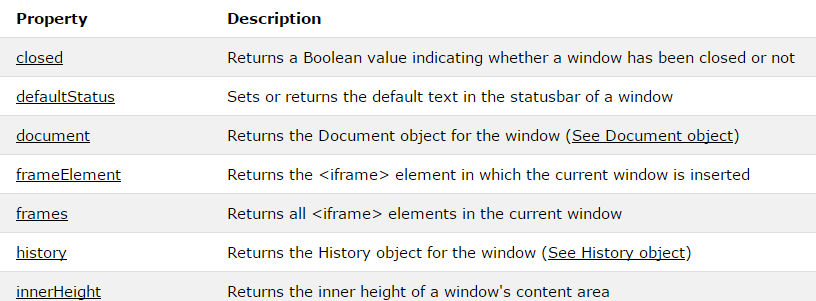 Property Description
closed Returns a Boolean value indicating whether a window has been closed or not
defaultStatus Sets or returns the default text in the statusbar of a window
document Returns the Document object for the window (See Document object)
frameElement Returns the <iframe> element in which the current window is inserted
frames Returns all <iframe> elements in the current window
history Returns the History object for the window (See History object)
innerHeight Returns the inner height of a window's content area